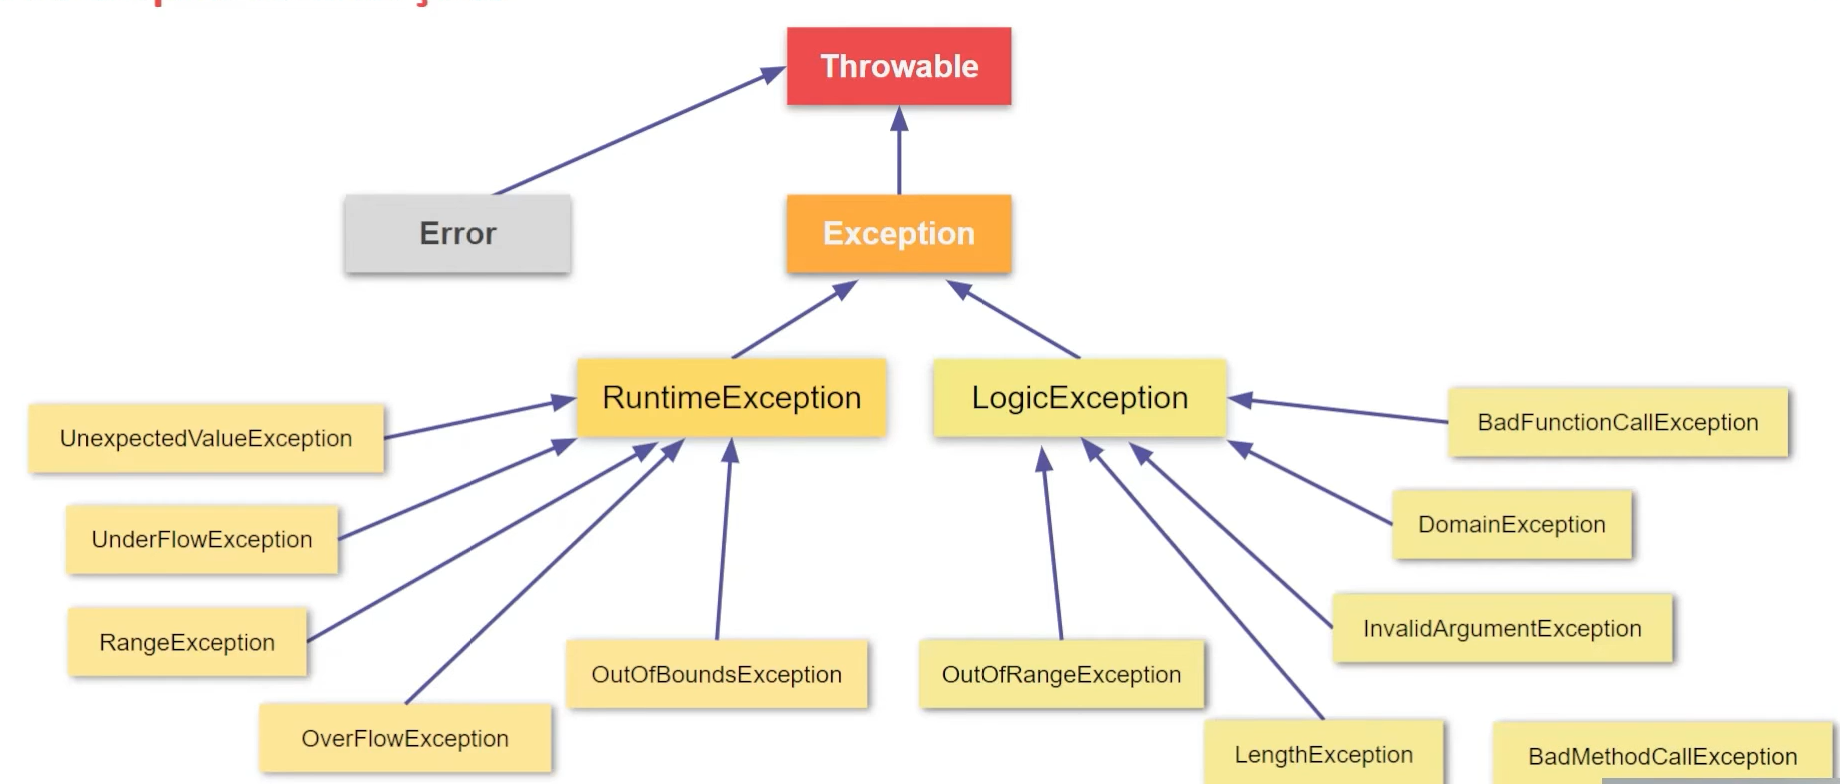 Throwable
Error
Exception
RuntimeException
LogicException
UnexpectedValueException
BadFunctionCallException
UnderFlowException
DomainException
RangeException
InvalidArgumentException
OutOfBoundsException
OutOfRangeException
OverFlowException
LengthException
BadMethodCallException